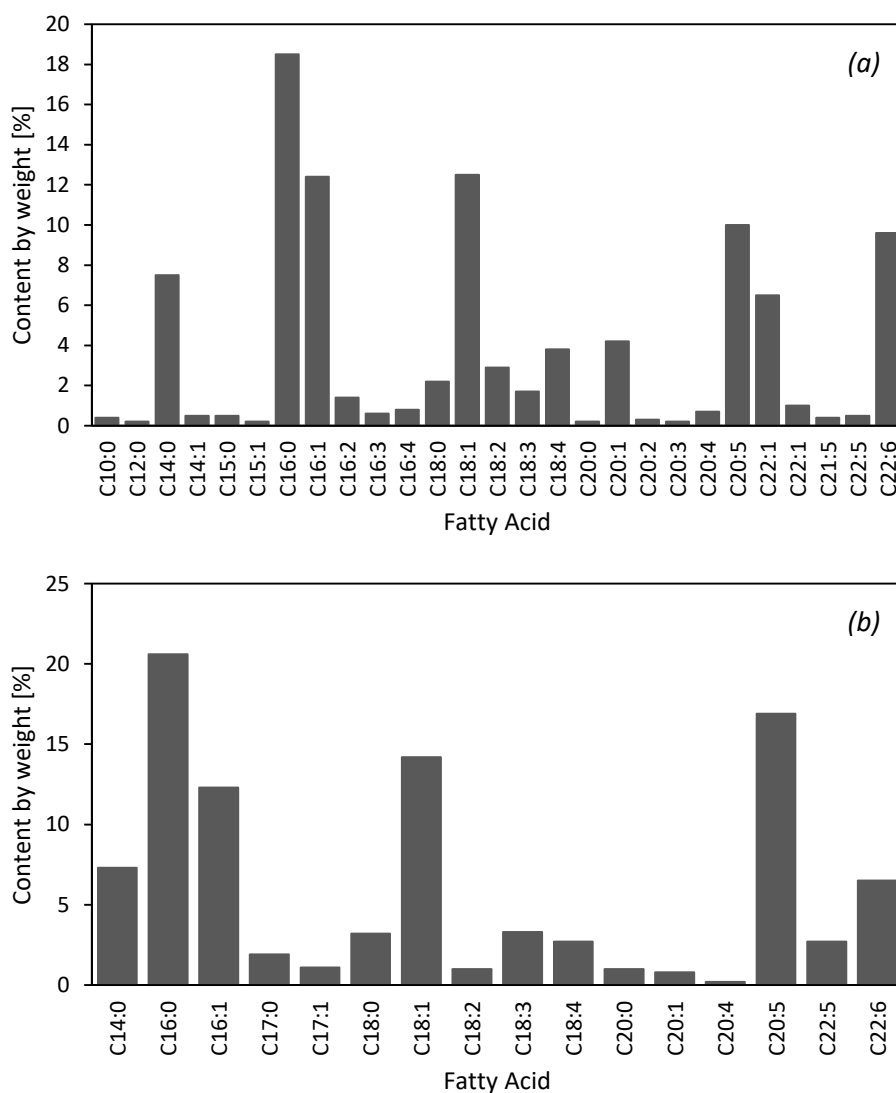 (a)
Content by weight [%]
20
18
16
14
12
10
8
6
4
2
0
C10:0
C12:0
C14:0
C14:1
C15:0
C15:1
C16:0
C16:1
C16:2
C16:3
C16:4
C18:0
C18:1
C18:2
C18:3
C18:4
C20:0
C20:1
C20:2
C20:3
C20:4
C20:5
C22:1
C22:1
C21:5
C22:5
C22:6
Fatty Acid
(b)
Content by weight [%]
25
20
15
10
5
0
C14:0
C16:0
C16:1
C17:0
C17:1
C18:0
C18:1
C18:2
C18:3
C18:4
C20:0
C20:1
C20:4
C20:5
C22:5
C22:6
Fatty Acid